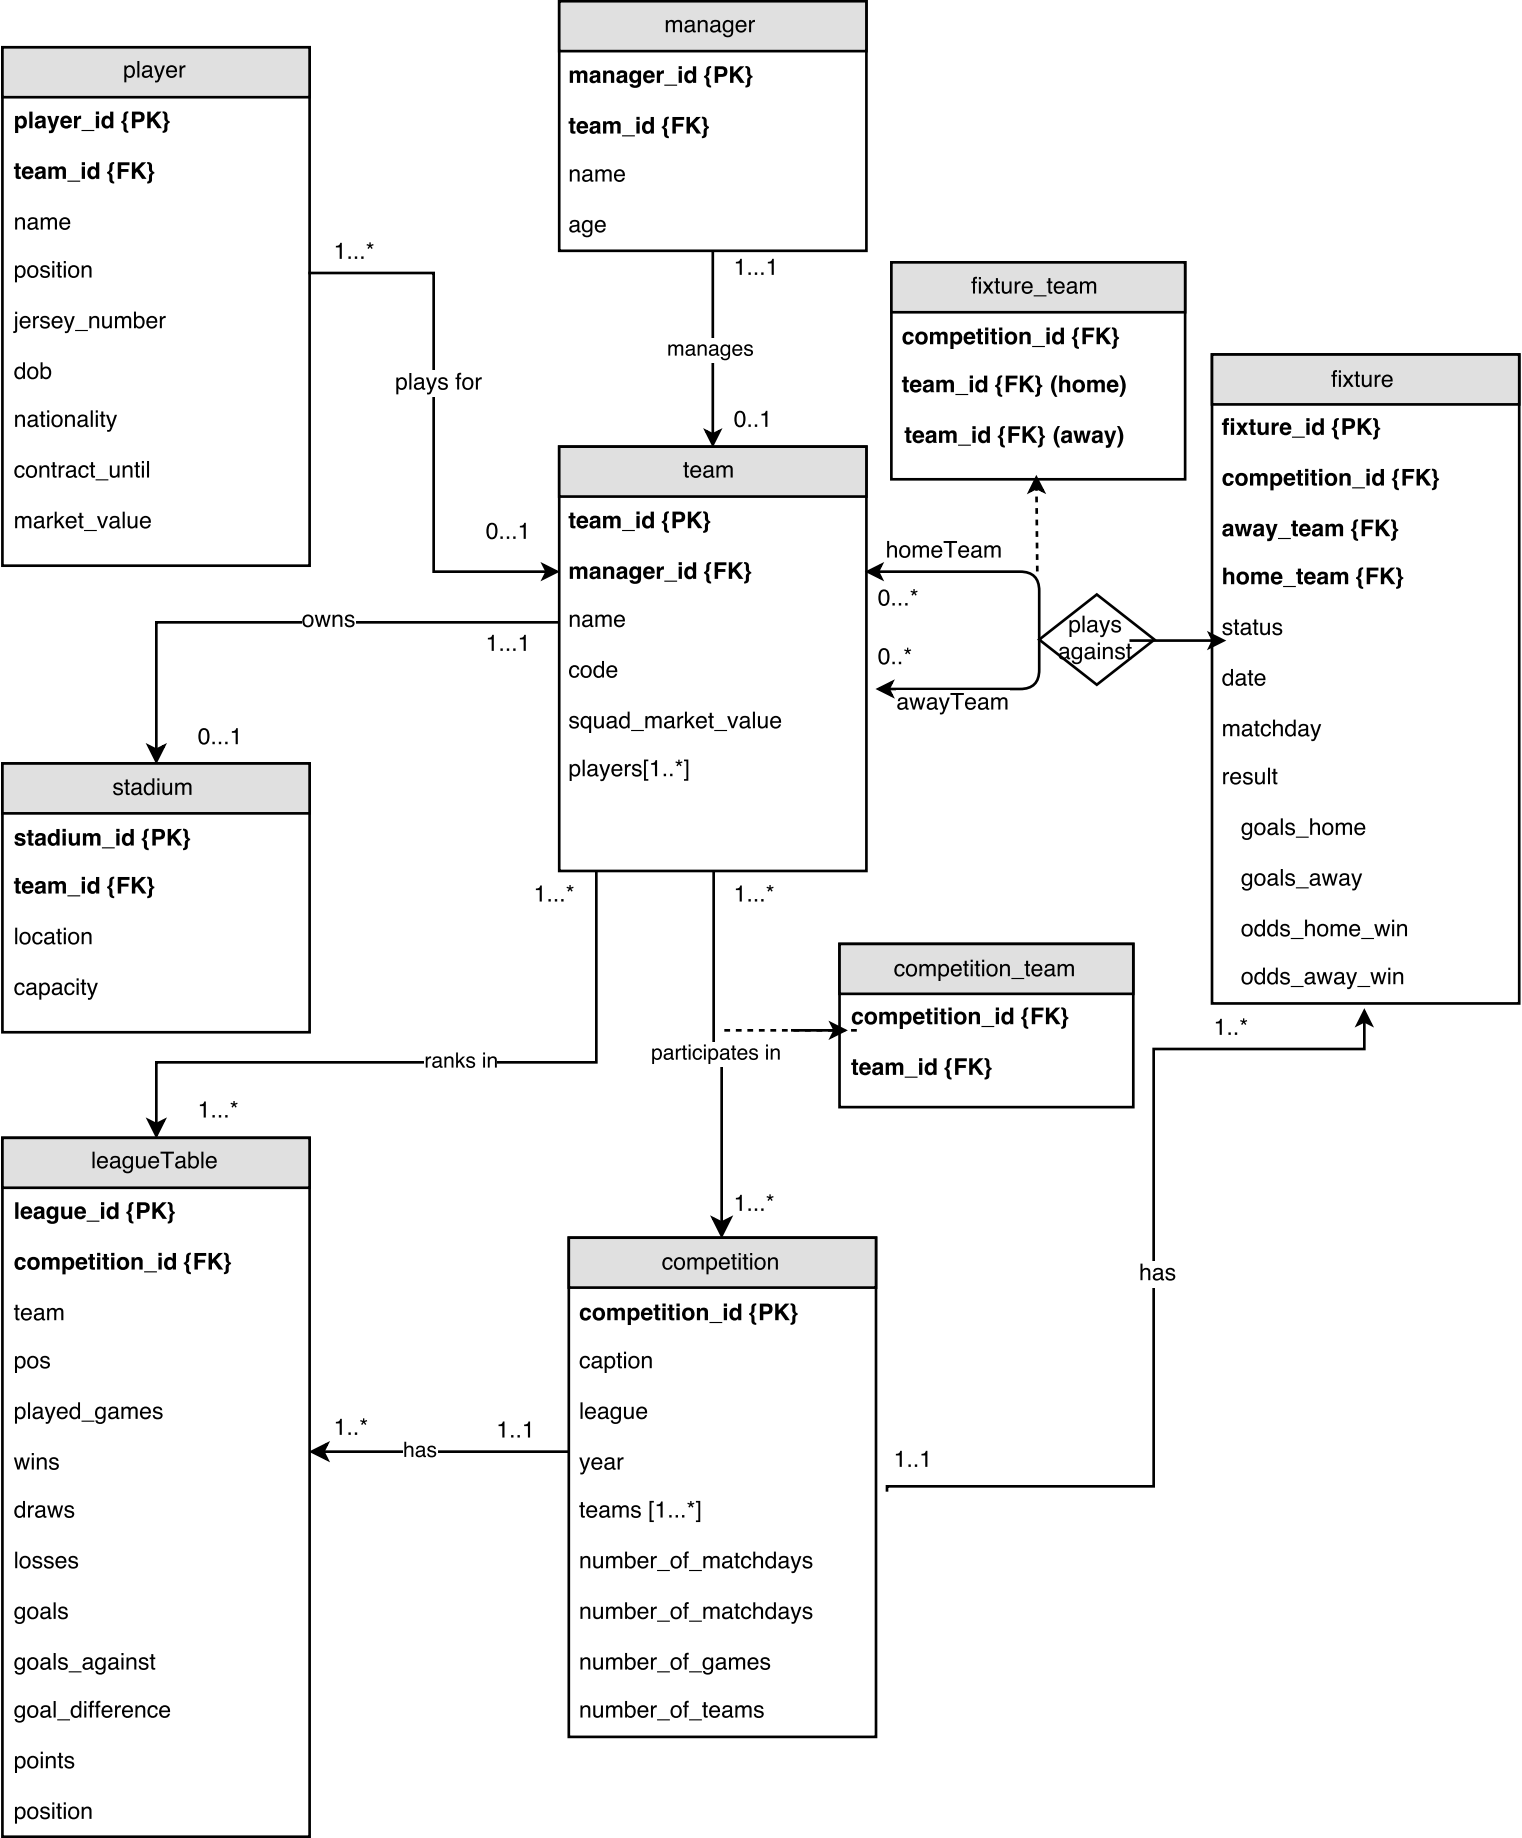 manager
manager_id {PK}
team_id {FK}
name
age
player
player_id {PK}
team_id {FK}
name
position
jersey_number
dob
nationality
contract_until
market_value
1...*
plays for
0...1
1...1
manages
0..1
fixture_team
competition_id {FK}
team_id {FK} (home)
team_id {FK} (away)
fixture
fixture_id {PK}
competition_id {FK}
away_team {FK}
home_team {FK}
status
date
matchday
result
goals_home
goals_away
odds_home_win
odds_away_win
team
team_id {PK}
manager_id {FK}
name
code
squad_market_value
players[1..*]
homeTeam
0...*
0..*
awayTeam
plays
against
owns
1...1
0...1
stadium
stadium_id {PK}
team_id {FK}
location
capacity
1...*
1...*
ranks in
1...*
participates in
1...*
competition_team
competition_id {FK}
team_id {FK}
1..*
has
1..1
leagueTable
league_id {PK}
competition_id {FK}
team
pos
played_games
wins
draws
losses
goals
goals_against
goal_difference
points
position
1..*
has
1..1
competition
competition_id {PK}
caption
league
year
teams [1...*]
number_of_matchdays
number_of_matchdays
number_of_games
number_of_teams